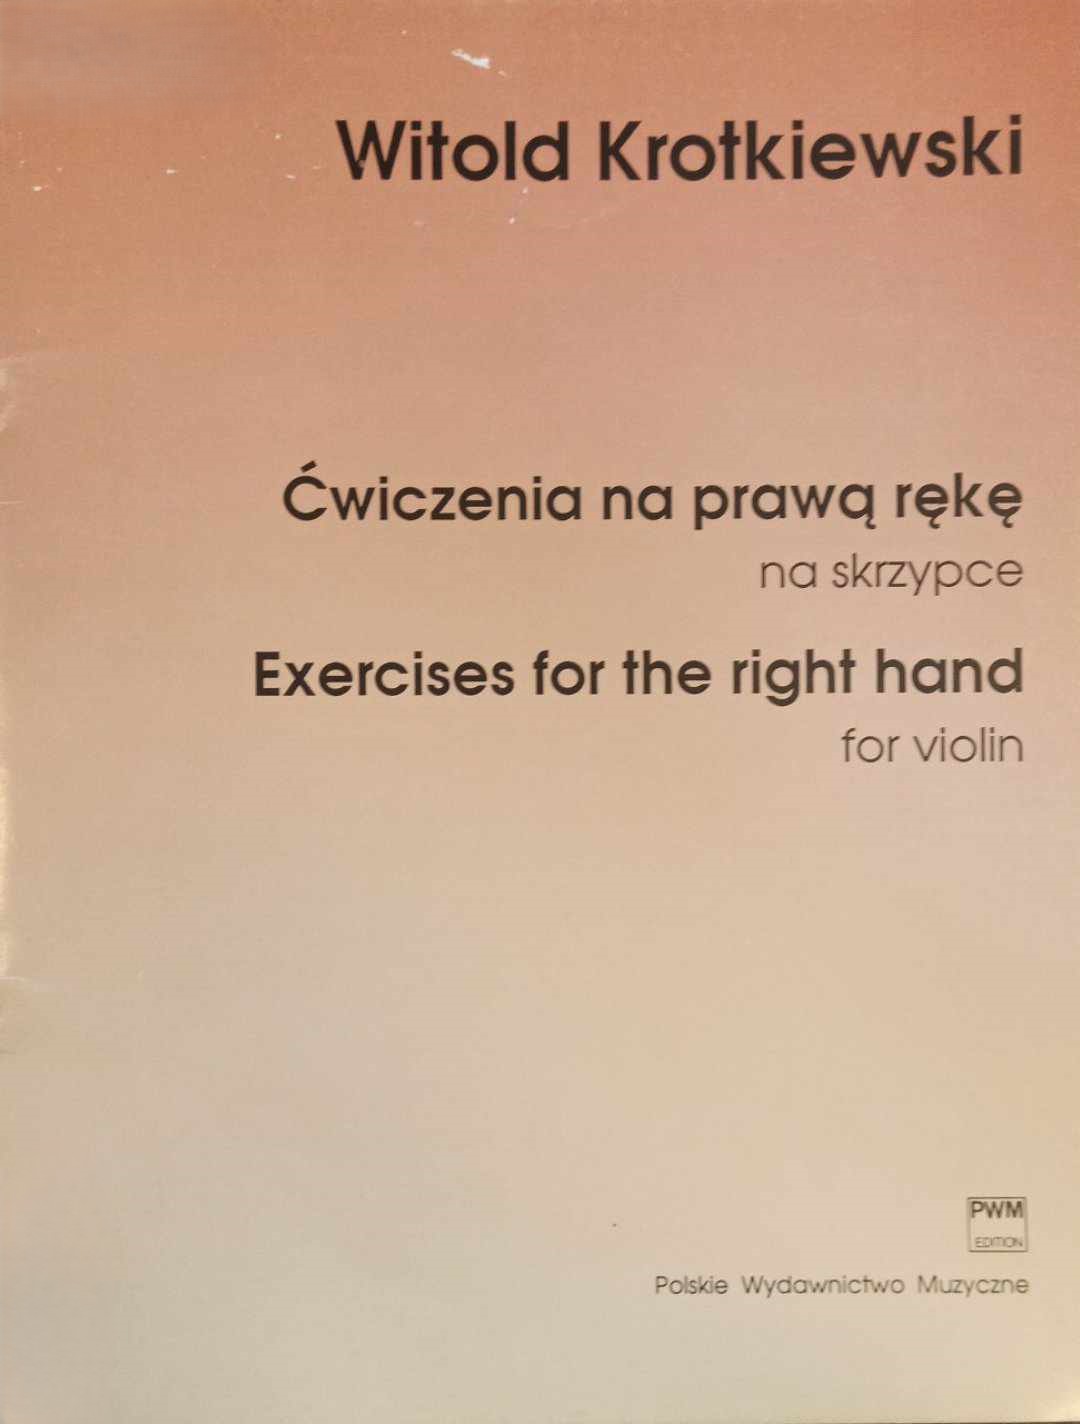 Witold Krotkiewski
Ćwiczenia na prawą rękę
na skrzypce
Exercises for the right hand
for violin
PWM
EDITION
Polskie Wydawnictwo Muzyczne